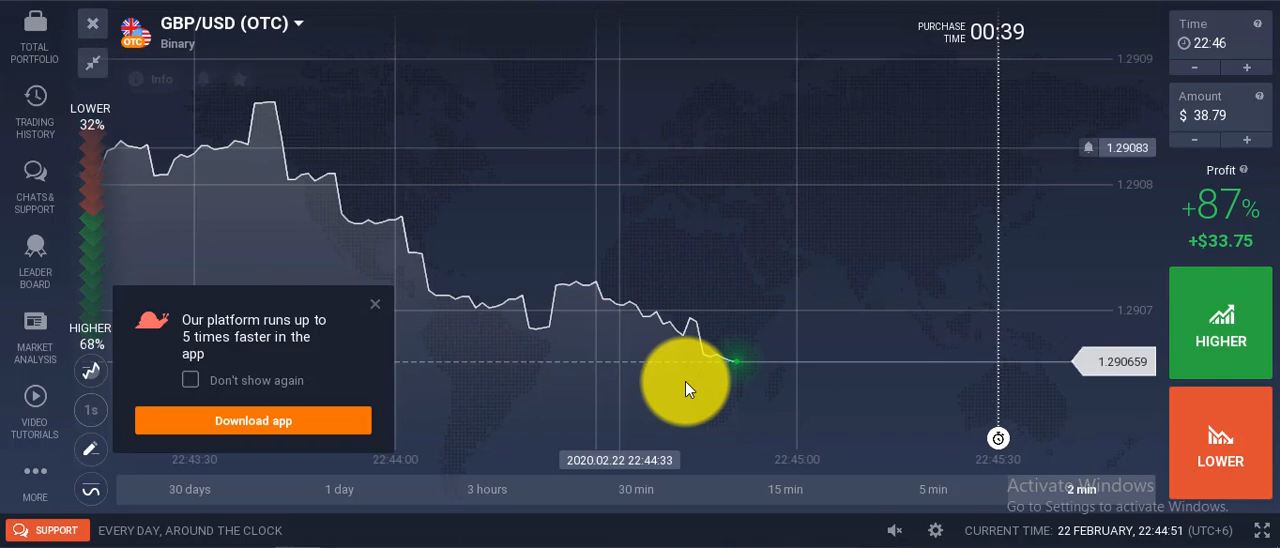 TOTAL
PORTFOLIO
TRADING
HISTORY
CHATS &
SUPPORT
LEADER
BOARD
MARKET
ANALYSIS
VIDEO
TUTORIALS
MORE
GBP/USD (OTC)
OTC
Binary
Info
LOWER
32%
HIGHER
68%
1s
Our platform runs up to
5 times faster in the
app
Don't show again
Download app
PURCHASE
TIME
00:39
1.2909
1.29083
1.2908
1.2907
1.290659
22:43:30
22:44:00
2020.02.22 22:44:33
22:45:00
22:45:30
30 days
1 day
3 hours
30 min
15 min
5 min
2 min
Time
22:46
-
+
Amount
$ 38.79
-
+
Profit
+87%
+$33.75
HIGHER
LOWER
Activate Windows
Go to Settings to activate Windows.
SUPPORT
EVERY DAY, AROUND THE CLOCK
CURRENT TIME: 22 FEBRUARY, 22:44:51 (UTC+6)